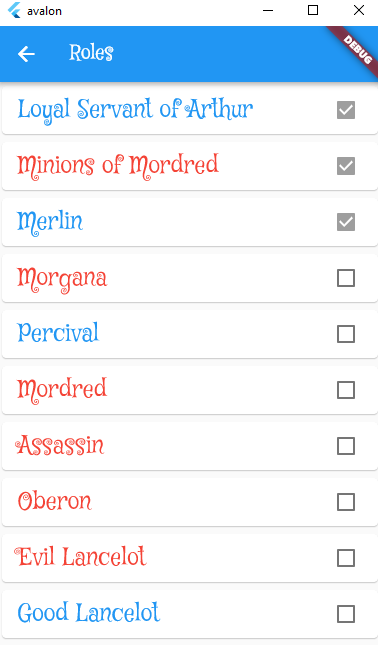 avalon
Roles
DEBUG
Loyal Servant of Arthur
Minions of Mordred
Merlin
Morgana
Percival
Mordred
Assassin
Oberon
Evil Lancelot
Good Lancelot